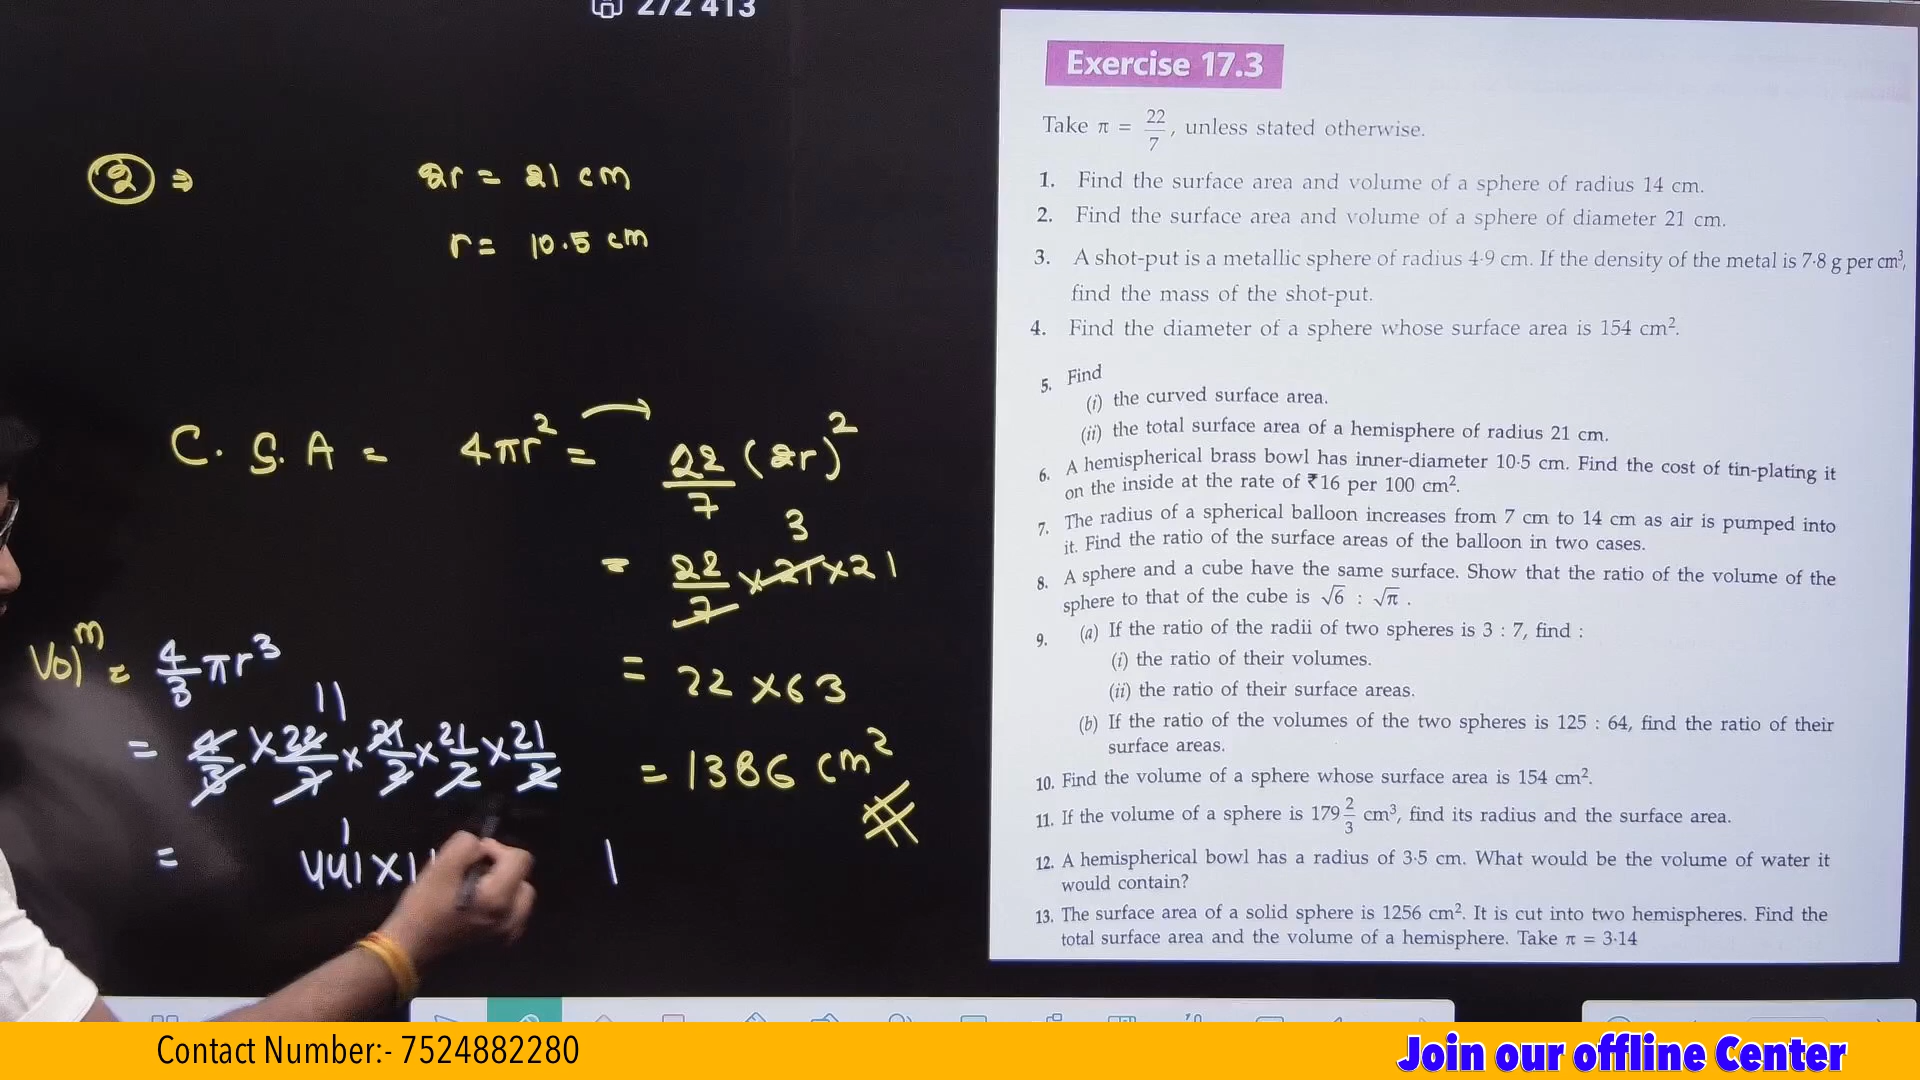 272 413
② ⇒ 2r = 21 cm
r = 10.5 cm
C. S. A = 4πr² = 22/7 (2r)²
3
= 22/7 × 21 × 21
= 22 × 63
= 1386 cm²
Volᵐ = 4/3 πr³
11
= 4/3 × 22/7 × 21/2 × 21/2 × 21/2
1
= 441 × 1
Exercise 17.3
Take π = 22/7, unless stated otherwise.
1. Find the surface area and volume of a sphere of radius 14 cm.
2. Find the surface area and volume of a sphere of diameter 21 cm.
3. A shot-put is a metallic sphere of radius 4·9 cm. If the density of the metal is 7·8 g per cm³,
find the mass of the shot-put.
4. Find the diameter of a sphere whose surface area is 154 cm².
5. Find
(i) the curved surface area.
(ii) the total surface area of a hemisphere of radius 21 cm.
6. A hemispherical brass bowl has inner-diameter 10·5 cm. Find the cost of tin-plating it
on the inside at the rate of ₹16 per 100 cm².
7. The radius of a spherical balloon increases from 7 cm to 14 cm as air is pumped into
it. Find the ratio of the surface areas of the balloon in two cases.
8. A sphere and a cube have the same surface. Show that the ratio of the volume of the
sphere to that of the cube is √6 : √π .
9. (a) If the ratio of the radii of two spheres is 3 : 7, find :
(i) the ratio of their volumes.
(ii) the ratio of their surface areas.
(b) If the ratio of the volumes of the two spheres is 125 : 64, find the ratio of their
surface areas.
10. Find the volume of a sphere whose surface area is 154 cm².
11. If the volume of a sphere is 179 2/3 cm³, find its radius and the surface area.
12. A hemispherical bowl has a radius of 3·5 cm. What would be the volume of water it
would contain?
13. The surface area of a solid sphere is 1256 cm². It is cut into two hemispheres. Find the
total surface area and the volume of a hemisphere. Take π = 3·14
Contact Number:- 7524882280
Join our offline Center